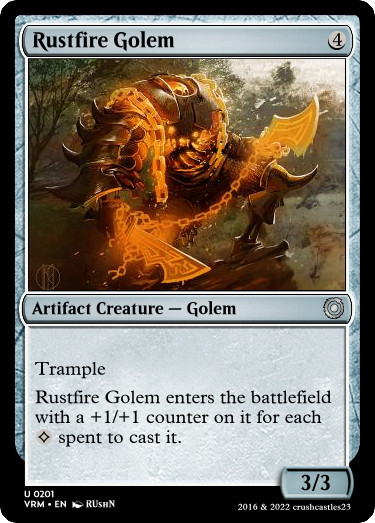 Rustfire Golem 4
Artifact Creature — Golem
Trample
Rustfire Golem enters the battlefield
with a +1/+1 counter on it for each
spent to cast it.
3/3
U 0201
VRM • EN RUshN
2016 & 2022 crushcastles23